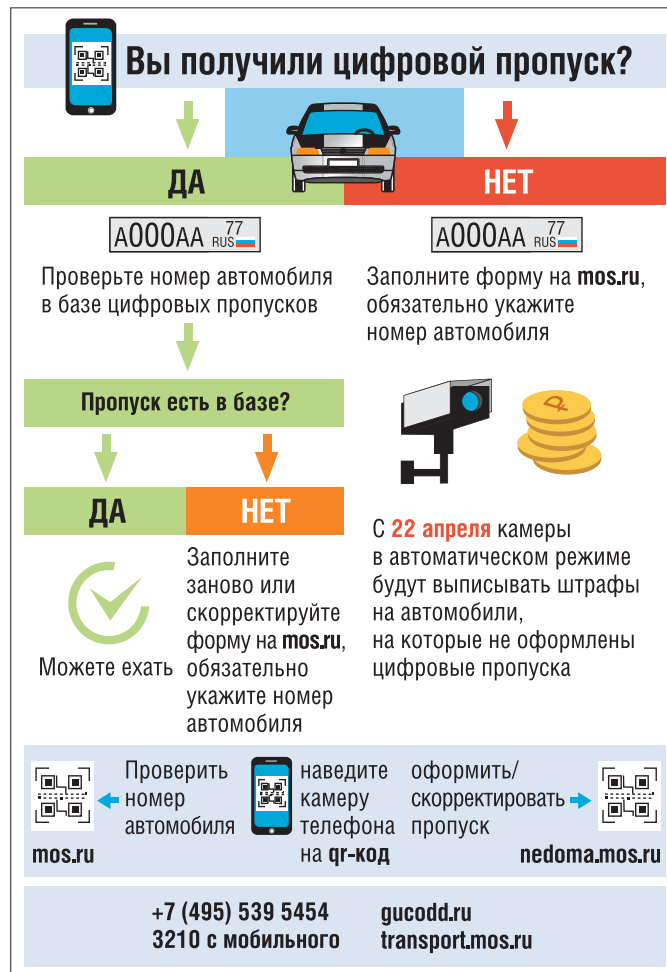 Вы получили цифровой пропуск?
ДА
НЕТ
А000АА 77 RUS
Проверьте номер автомобиля
в базе цифровых пропусков
А000АА 77 RUS
Заполните форму на mos.ru,
обязательно укажите
номер автомобиля
Пропуск есть в базе?
ДА
НЕТ
Можете ехать
Заполните
заново или
скорректируйте
форму на mos.ru,
обязательно
укажите номер
автомобиля
С 22 апреля камеры
в автоматическом режиме
будут выписывать штрафы
на автомобили,
на которые не оформлены
цифровые пропуска
Проверить
номер
автомобиля
mos.ru
наведите
камеру
телефона
на qr-код
оформить/
скорректировать
пропуск
nedoma.mos.ru
+7 (495) 539 5454
3210 с мобильного
gucodd.ru
transport.mos.ru